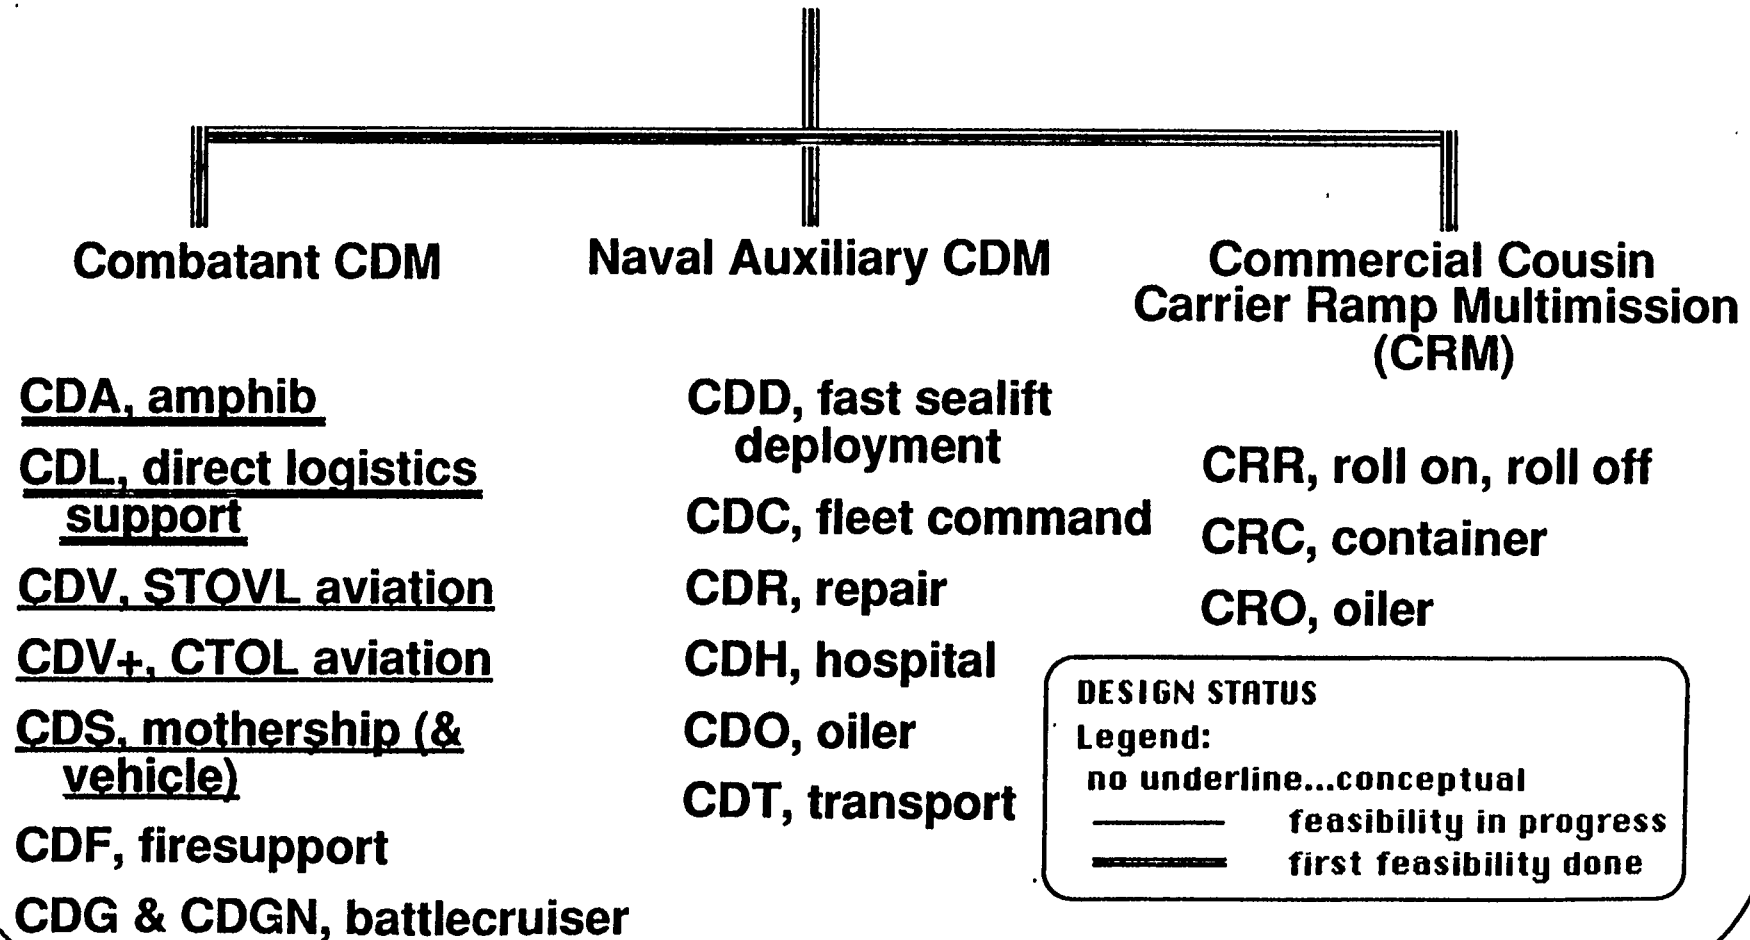 Combatant CDM
CDA, amphib
CDL, direct logistics
support
CDV, STOVL aviation
CDV+, CTOL aviation
CDS, mothership (&
vehicle)
CDF, firesupport
CDG & CDGN, battlecruiser
Naval Auxiliary CDM
CDD, fast sealift
deployment
CDC, fleet command
CDR, repair
CDH, hospital
CDO, oiler
CDT, transport
Commercial Cousin
Carrier Ramp Multimission
(CRM)
CRR, roll on, roll off
CRC, container
CRO, oiler
DESIGN STATUS
Legend:
no underline...conceptual
feasibility in progress
first feasibility done